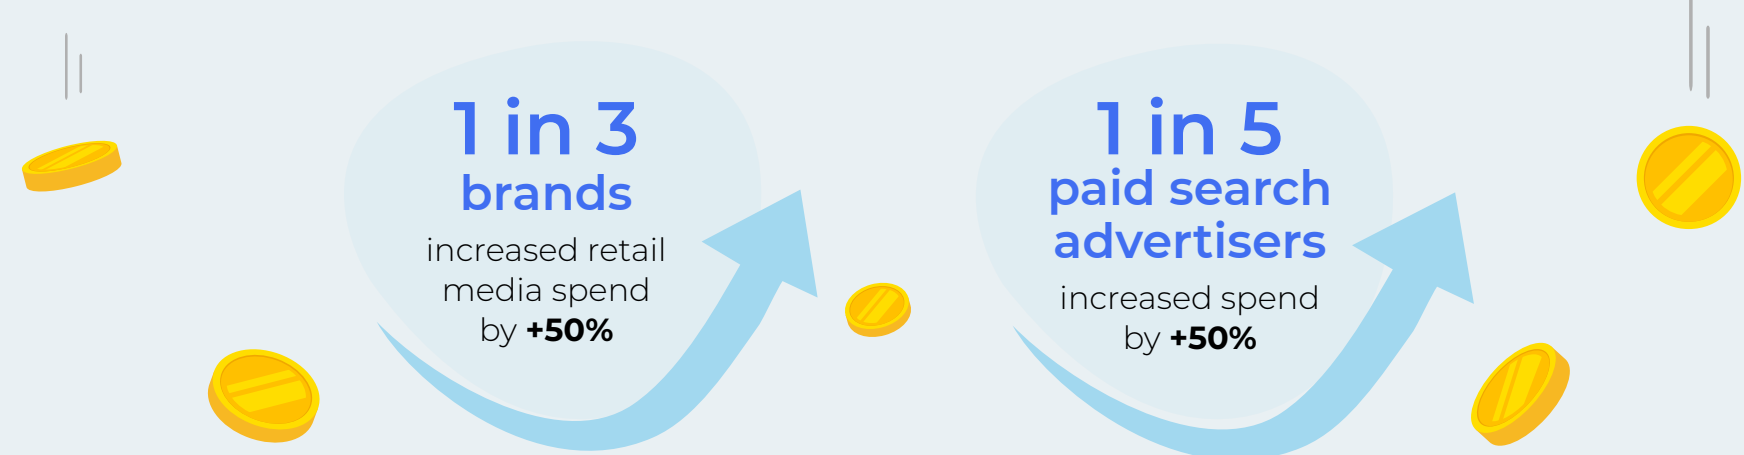 1 in 3
brands
increased retail
media spend
by +50%
1 in 5
paid search
advertisers
increased spend
by +50%